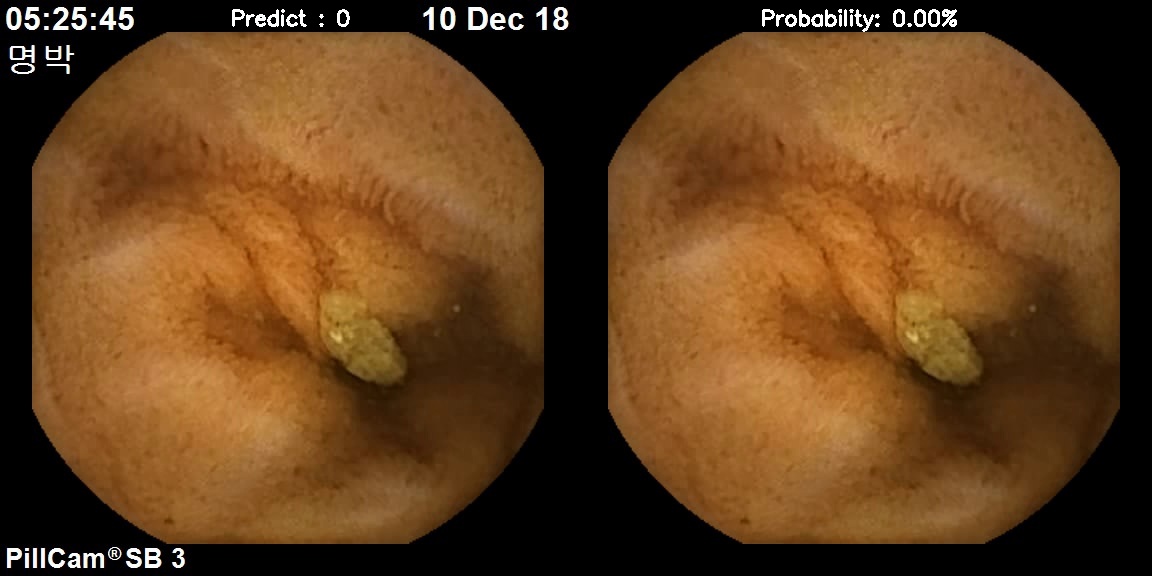 05:25:45
Predict : 0
10 Dec 18
Probability: 0.00%
명 박
PillCam® SB 3